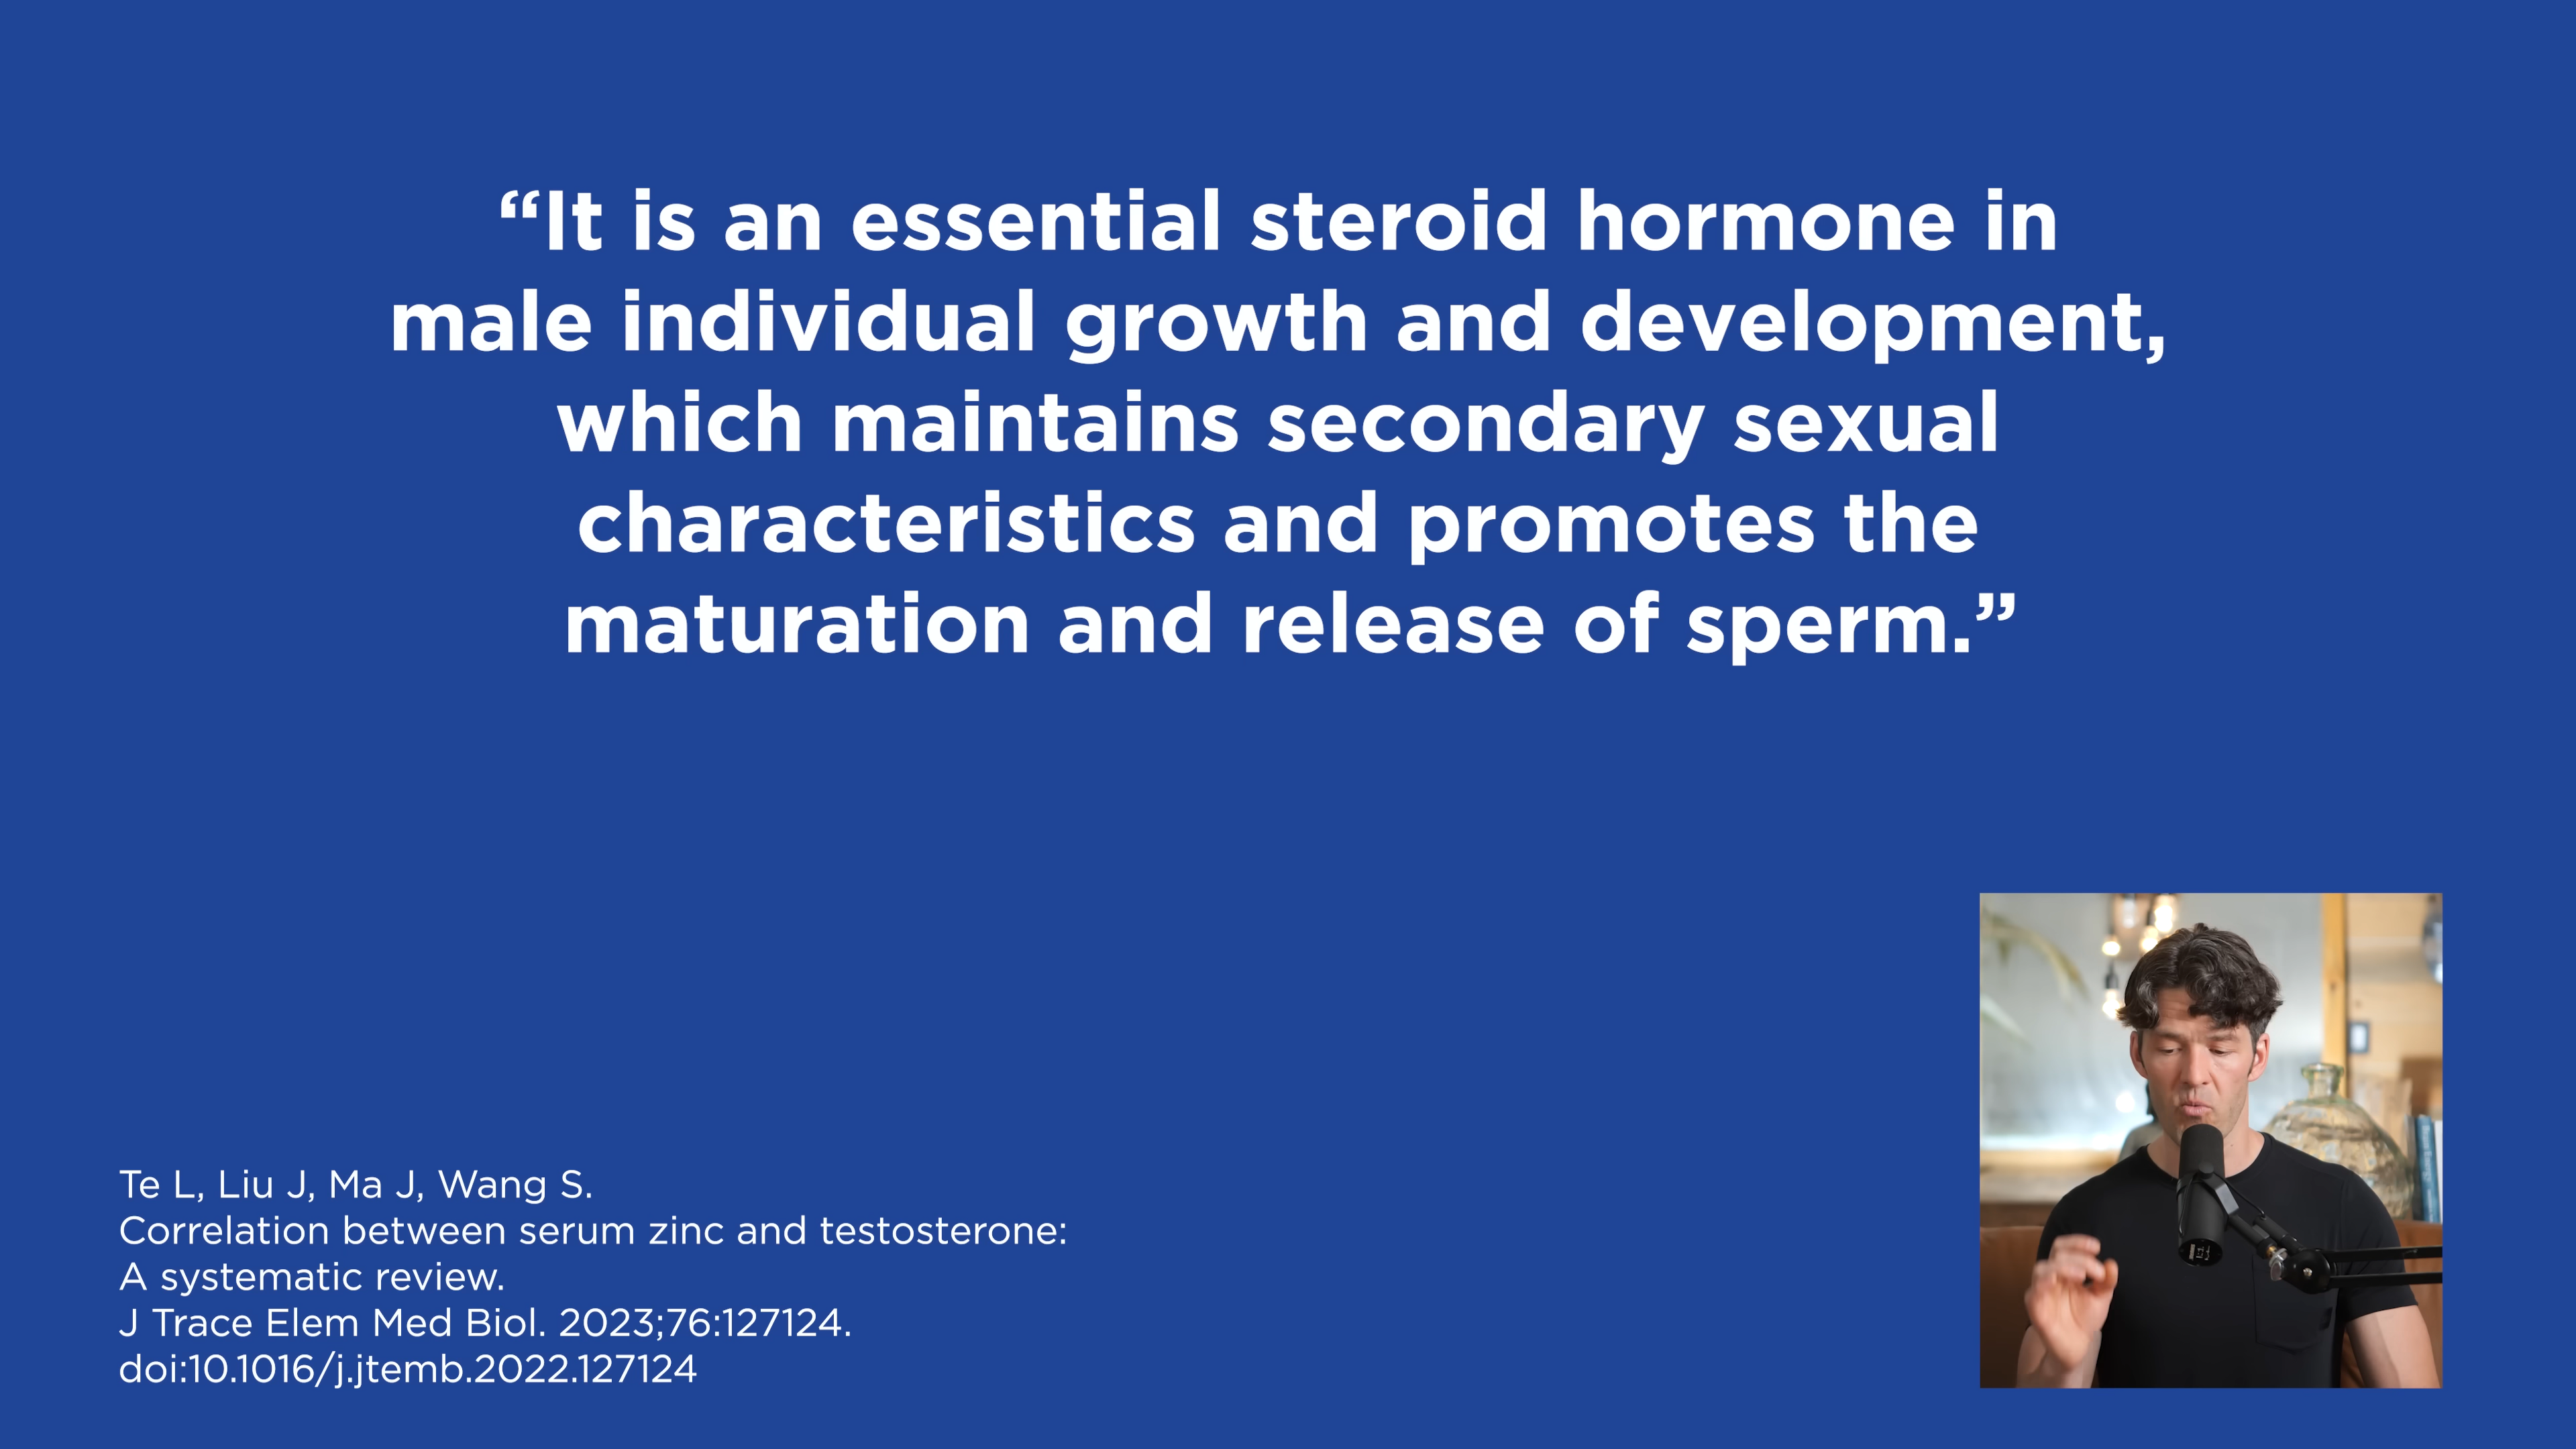 “It is an essential steroid hormone in
male individual growth and development,
which maintains secondary sexual
characteristics and promotes the
maturation and release of sperm.”
Te L, Liu J, Ma J, Wang S.
Correlation between serum zinc and testosterone:
A systematic review.
J Trace Elem Med Biol. 2023;76:127124.
doi:10.1016/j.jtemb.2022.127124